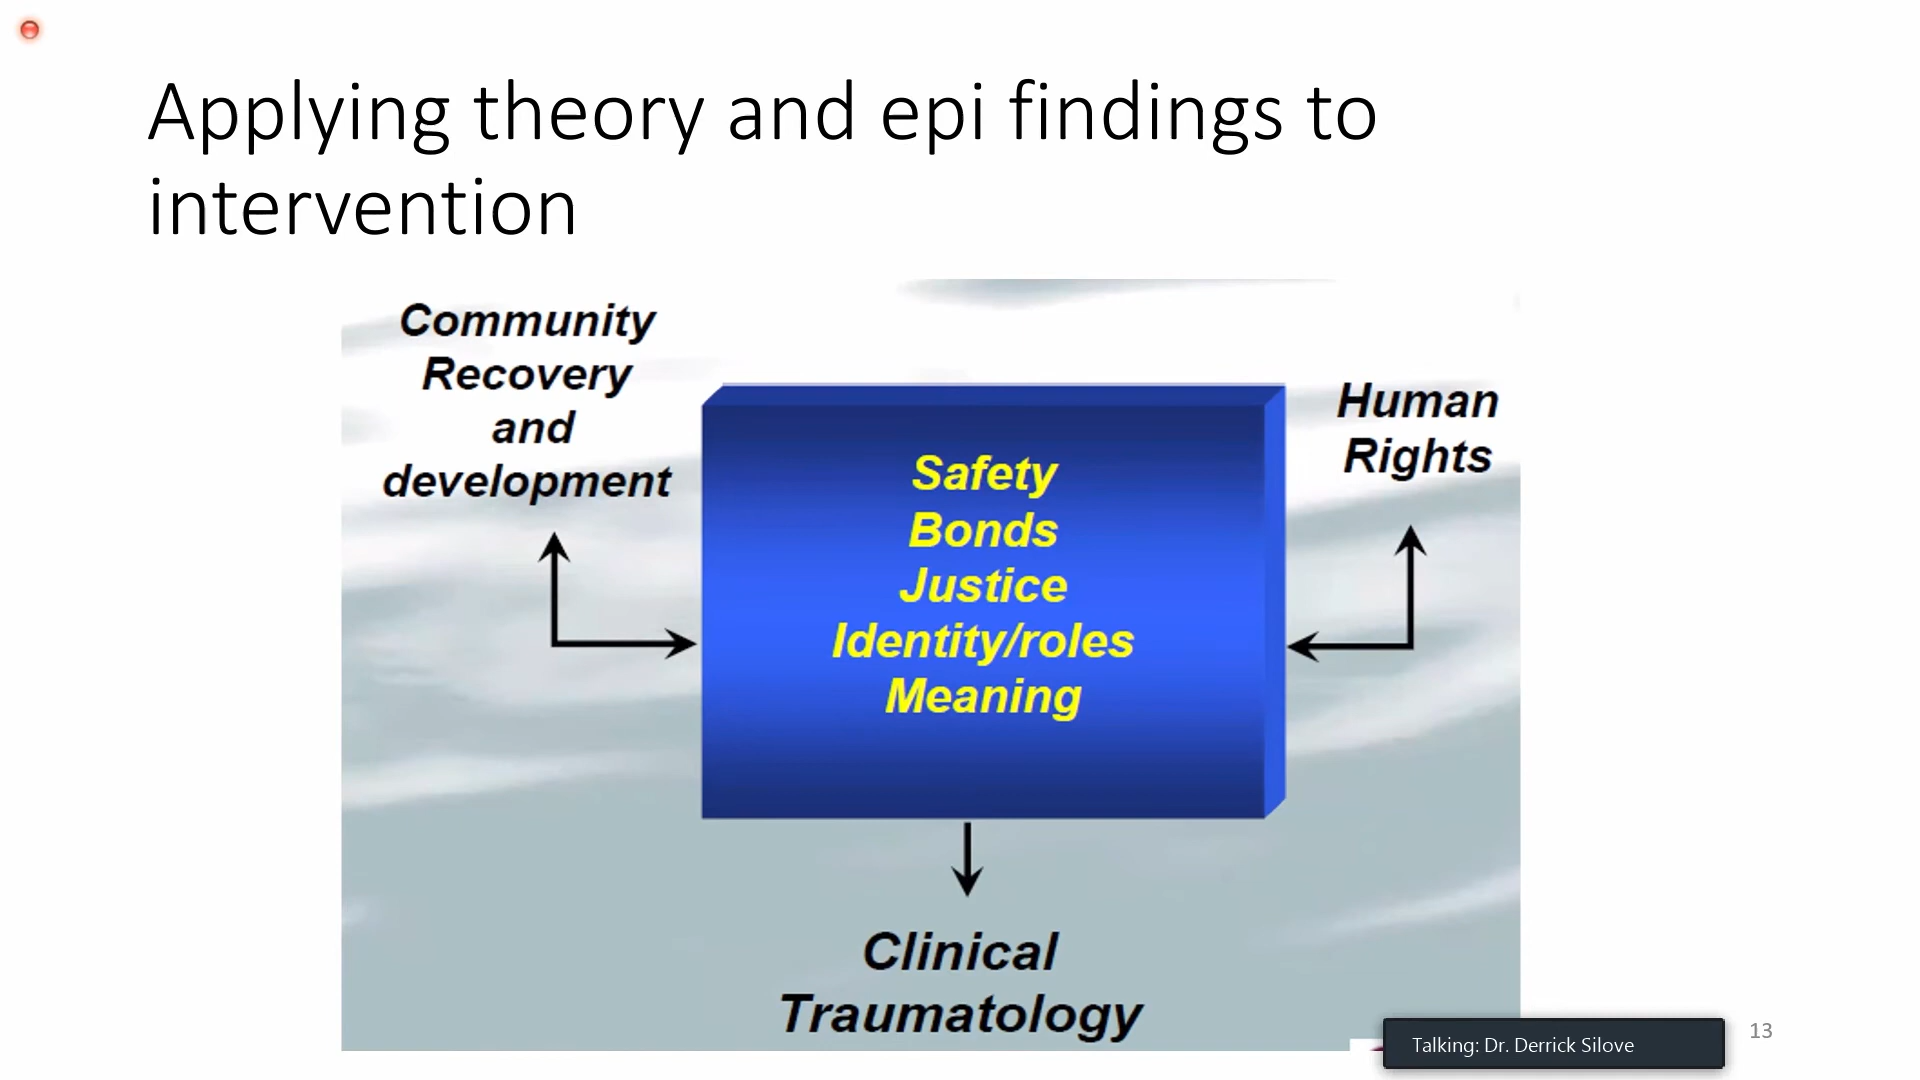 Applying theory and epi findings to
intervention
Community
Recovery
and
development
Human
Rights
Safety
Bonds
Justice
Identity/roles
Meaning
Clinical
Traumatology
Talking: Dr. Derrick Silove
13